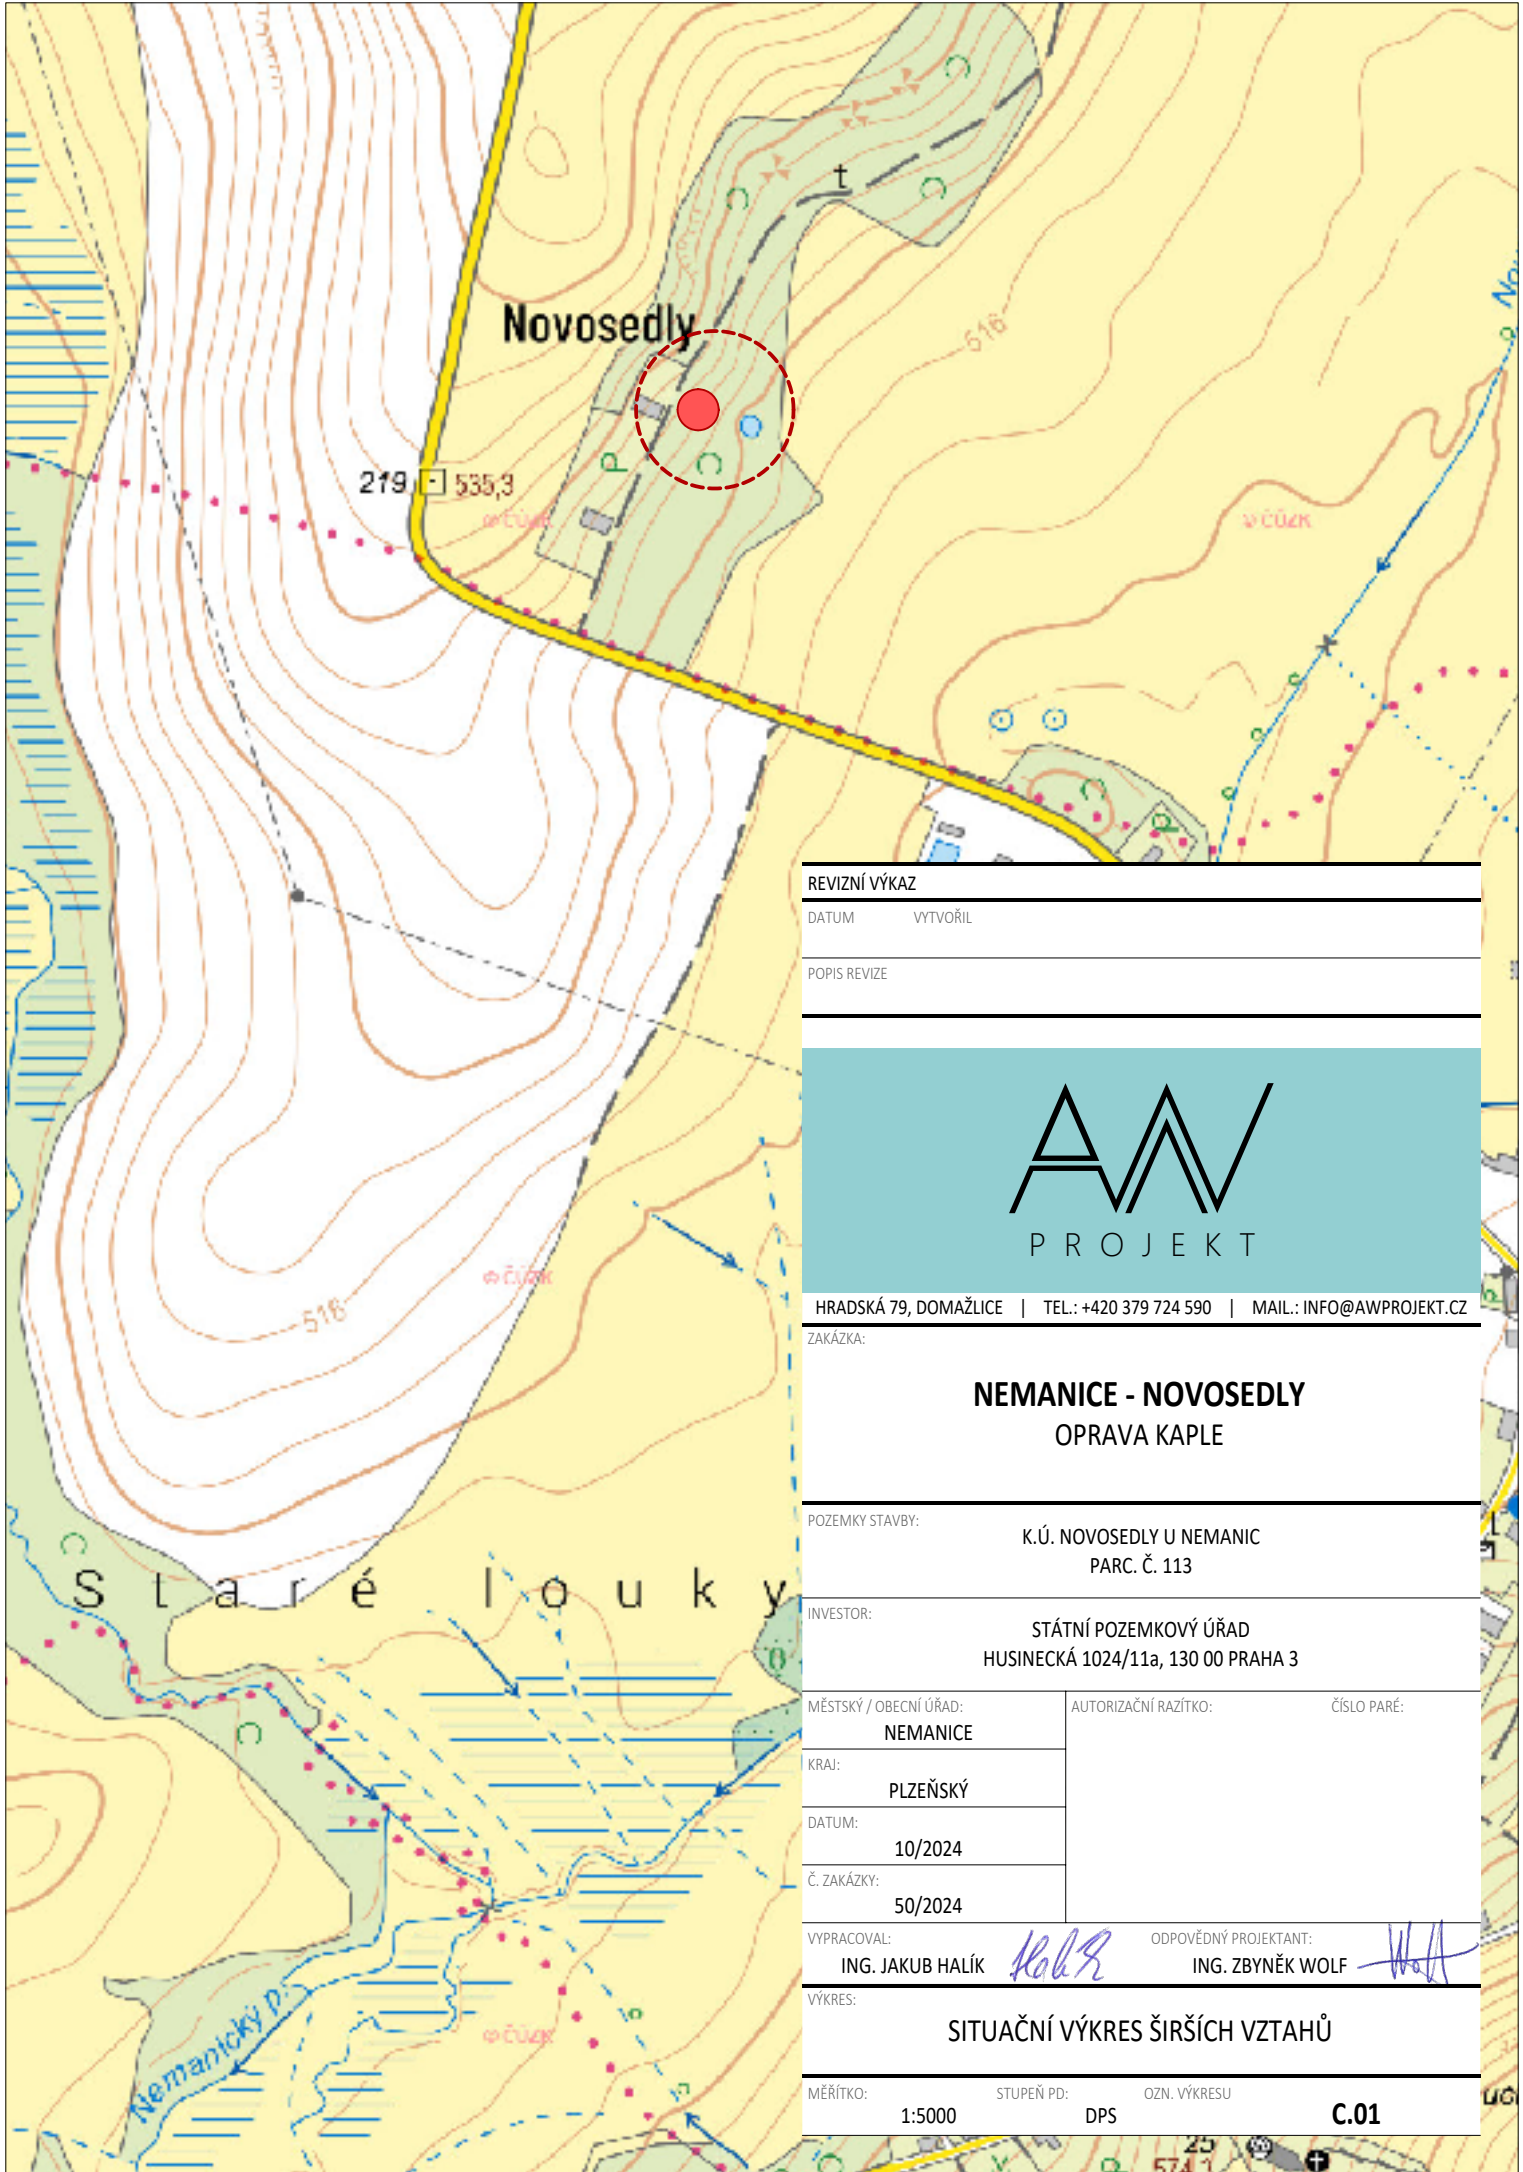 t
Novosedly
516
219 535,3
© ČÚZK
© ČÚZK
REVIZNÍ VÝKAZ
DATUM VYTVOŘIL
POPIS REVIZE
AW
PROJEKT
HRADSKÁ 79, DOMAŽLICE | TEL.: +420 379 724 590 | MAIL.: INFO@AWPROJEKT.CZ
© ČÚZK
516
ZAKÁZKA:
NEMANICE - NOVOSEDLY
OPRAVA KAPLE
POZEMKY STAVBY:
K.Ú. NOVOSEDLY U NEMANIC
PARC. Č. 113
Staré louky
INVESTOR:
STÁTNÍ POZEMKOVÝ ÚŘAD
HUSINECKÁ 1024/11a, 130 00 PRAHA 3
MĚSTSKÝ / OBECNÍ ÚŘAD:
NEMANICE
AUTORIZAČNÍ RAZÍTKO:
ČÍSLO PARÉ:
KRAJ:
PLZEŇSKÝ
DATUM:
10/2024
Č. ZAKÁZKY:
50/2024
VYPRACOVAL:
ING. JAKUB HALÍK
ODPOVĚDNÝ PROJEKTANT:
ING. ZBYNĚK WOLF
Nemanický p.
© ČÚZK
VÝKRES:
SITUAČNÍ VÝKRES ŠIRŠÍCH VZTAHŮ
MĚŘÍTKO:
1:5000
STUPEŇ PD:
DPS
OZN. VÝKRESU
C.01